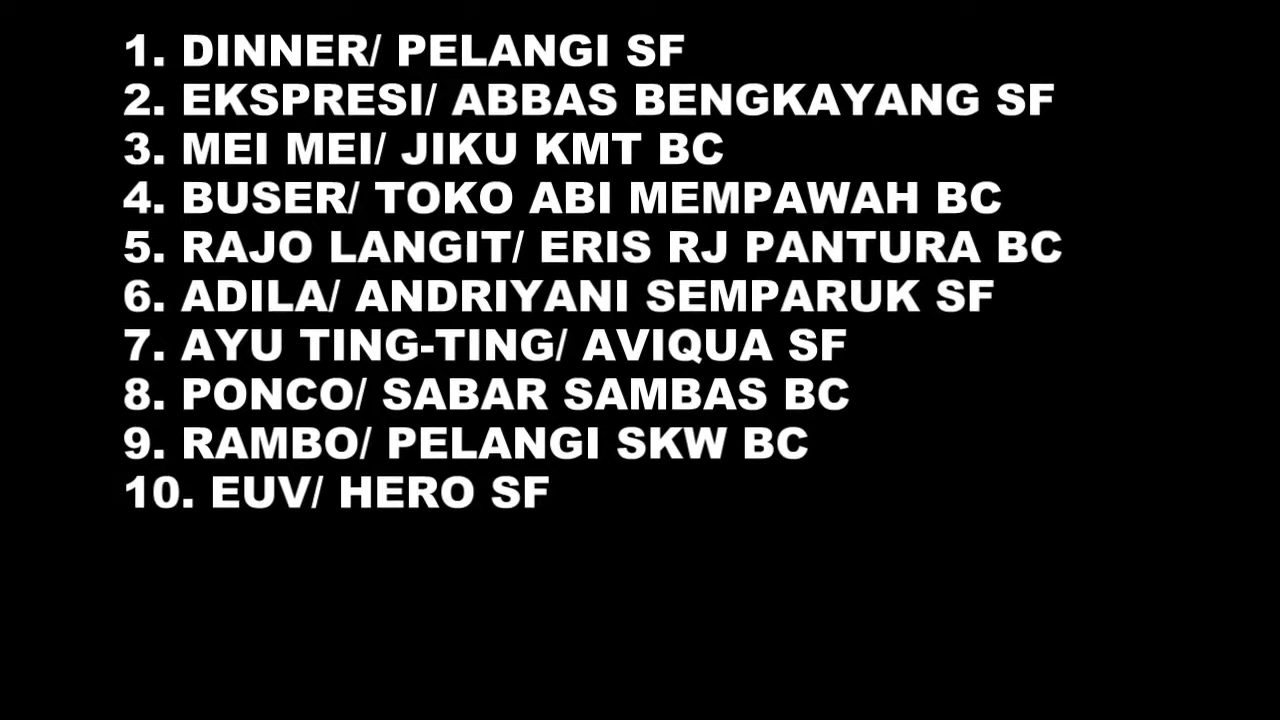 1. DINNER/ PELANGI SF
2. EKSPRESI/ ABBAS BENGKAYANG SF
3. MEI MEI/ JIKU KMT BC
4. BUSER/ TOKO ABI MEMPAWAH BC
5. RAJO LANGIT/ ERIS RJ PANTURA BC
6. ADILA/ ANDRIYANI SEMPARUK SF
7. AYU TING-TING/ AVIQUA SF
8. PONCO/ SABAR SAMBAS BC
9. RAMBO/ PELANGI SKW BC
10. EUV/ HERO SF